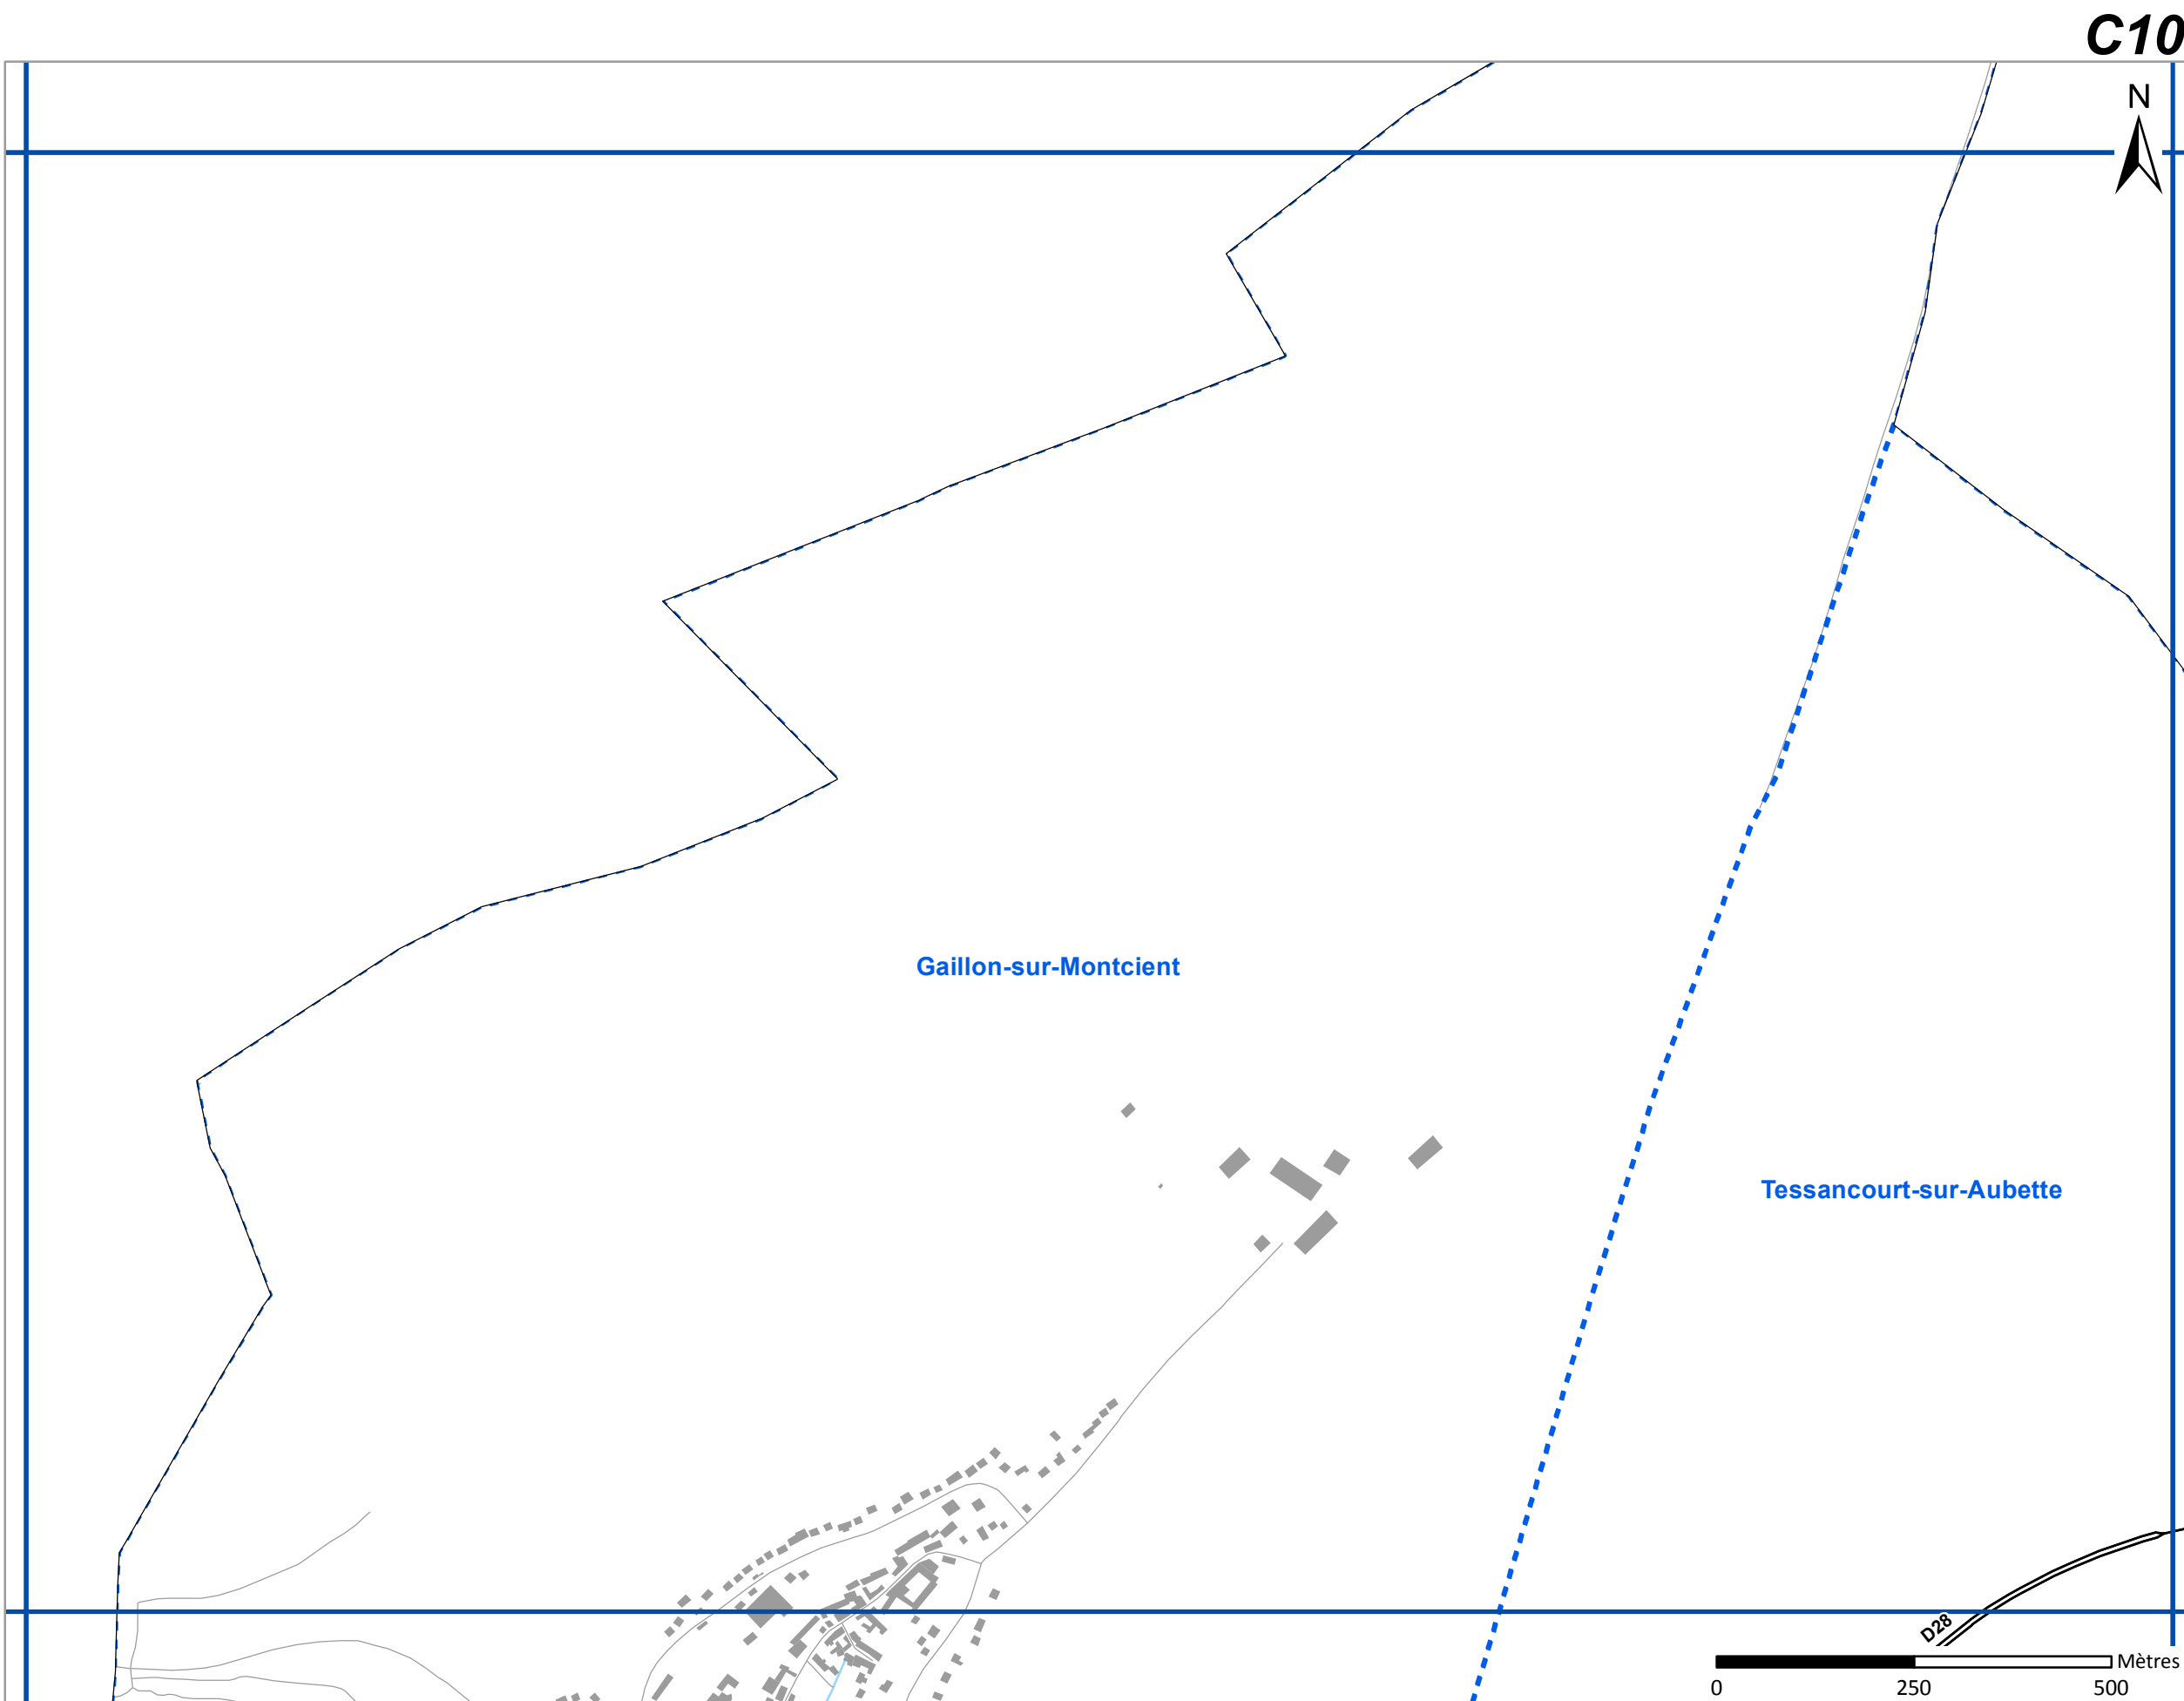 C10
N
Gaillon-sur-Montcient
Tessancourt-sur-Aubette
D28
Mètres
0 250 500